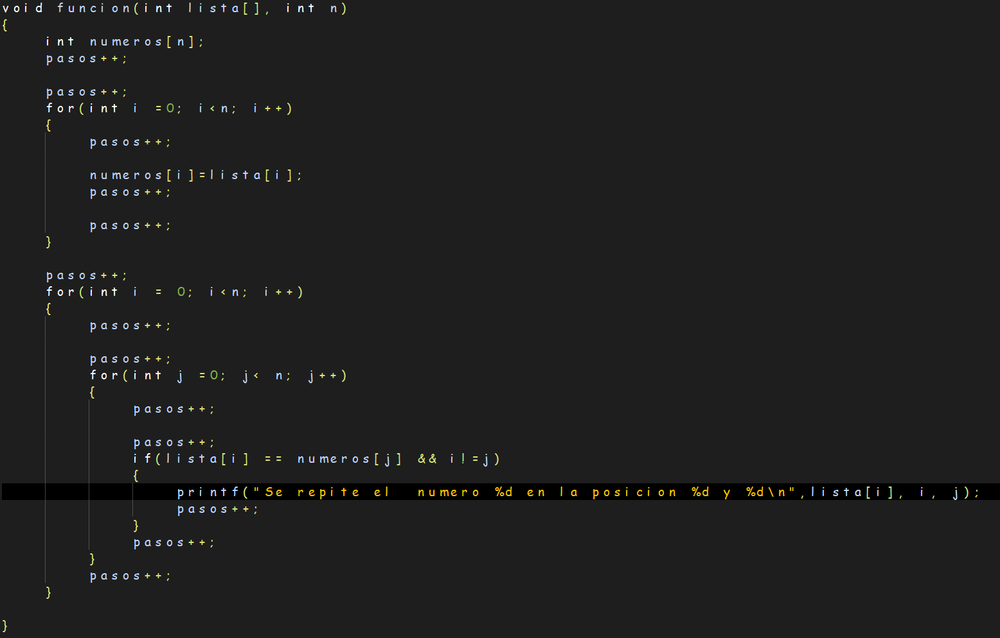 void funcion(int lista[], int n)
{
int numeros[n];
pasos++;
pasos++;
for(int i =0; i<n; i++)
{
pasos++;
numeros[i]=lista[i];
pasos++;
pasos++;
}
pasos++;
for(int i = 0; i<n; i++)
{
pasos++;
pasos++;
for(int j =0; j< n; j++)
{
pasos++;
pasos++;
if(lista[i] == numeros[j] && i!=j)
{
printf("Se repite el  numero %d en la posicion %d y %d\n",lista[i], i, j);
pasos++;
}
pasos++;
}
pasos++;
}
}